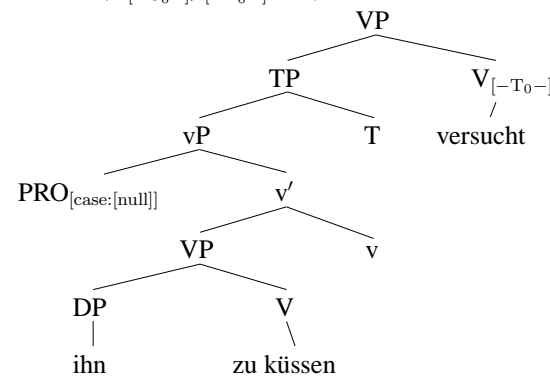 VP
TP V[−T₀−]
vP T versucht
PRO[case:[null]] v′
VP v
DP V
ihn zu küssen